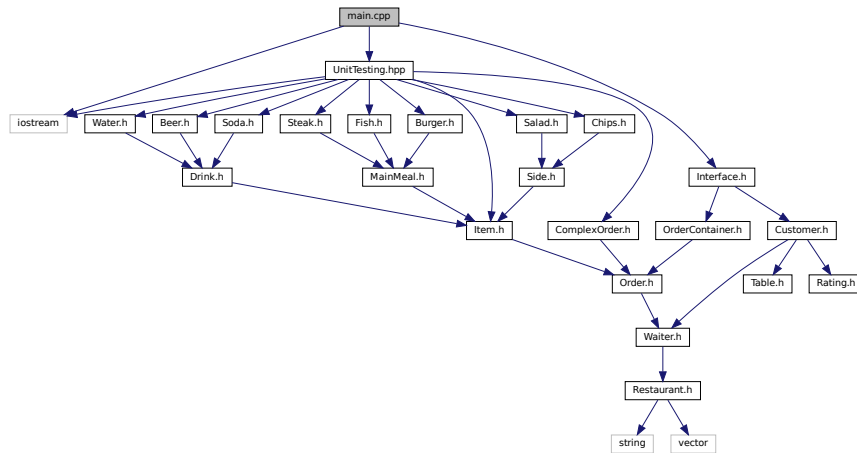 main.cpp
UnitTesting.hpp
iostream
Water.h
Beer.h
Soda.h
Steak.h
Fish.h
Burger.h
Salad.h
Chips.h
Drink.h
MainMeal.h
Side.h
Interface.h
Item.h
ComplexOrder.h
OrderContainer.h
Customer.h
Order.h
Table.h
Rating.h
Waiter.h
Restaurant.h
string
vector